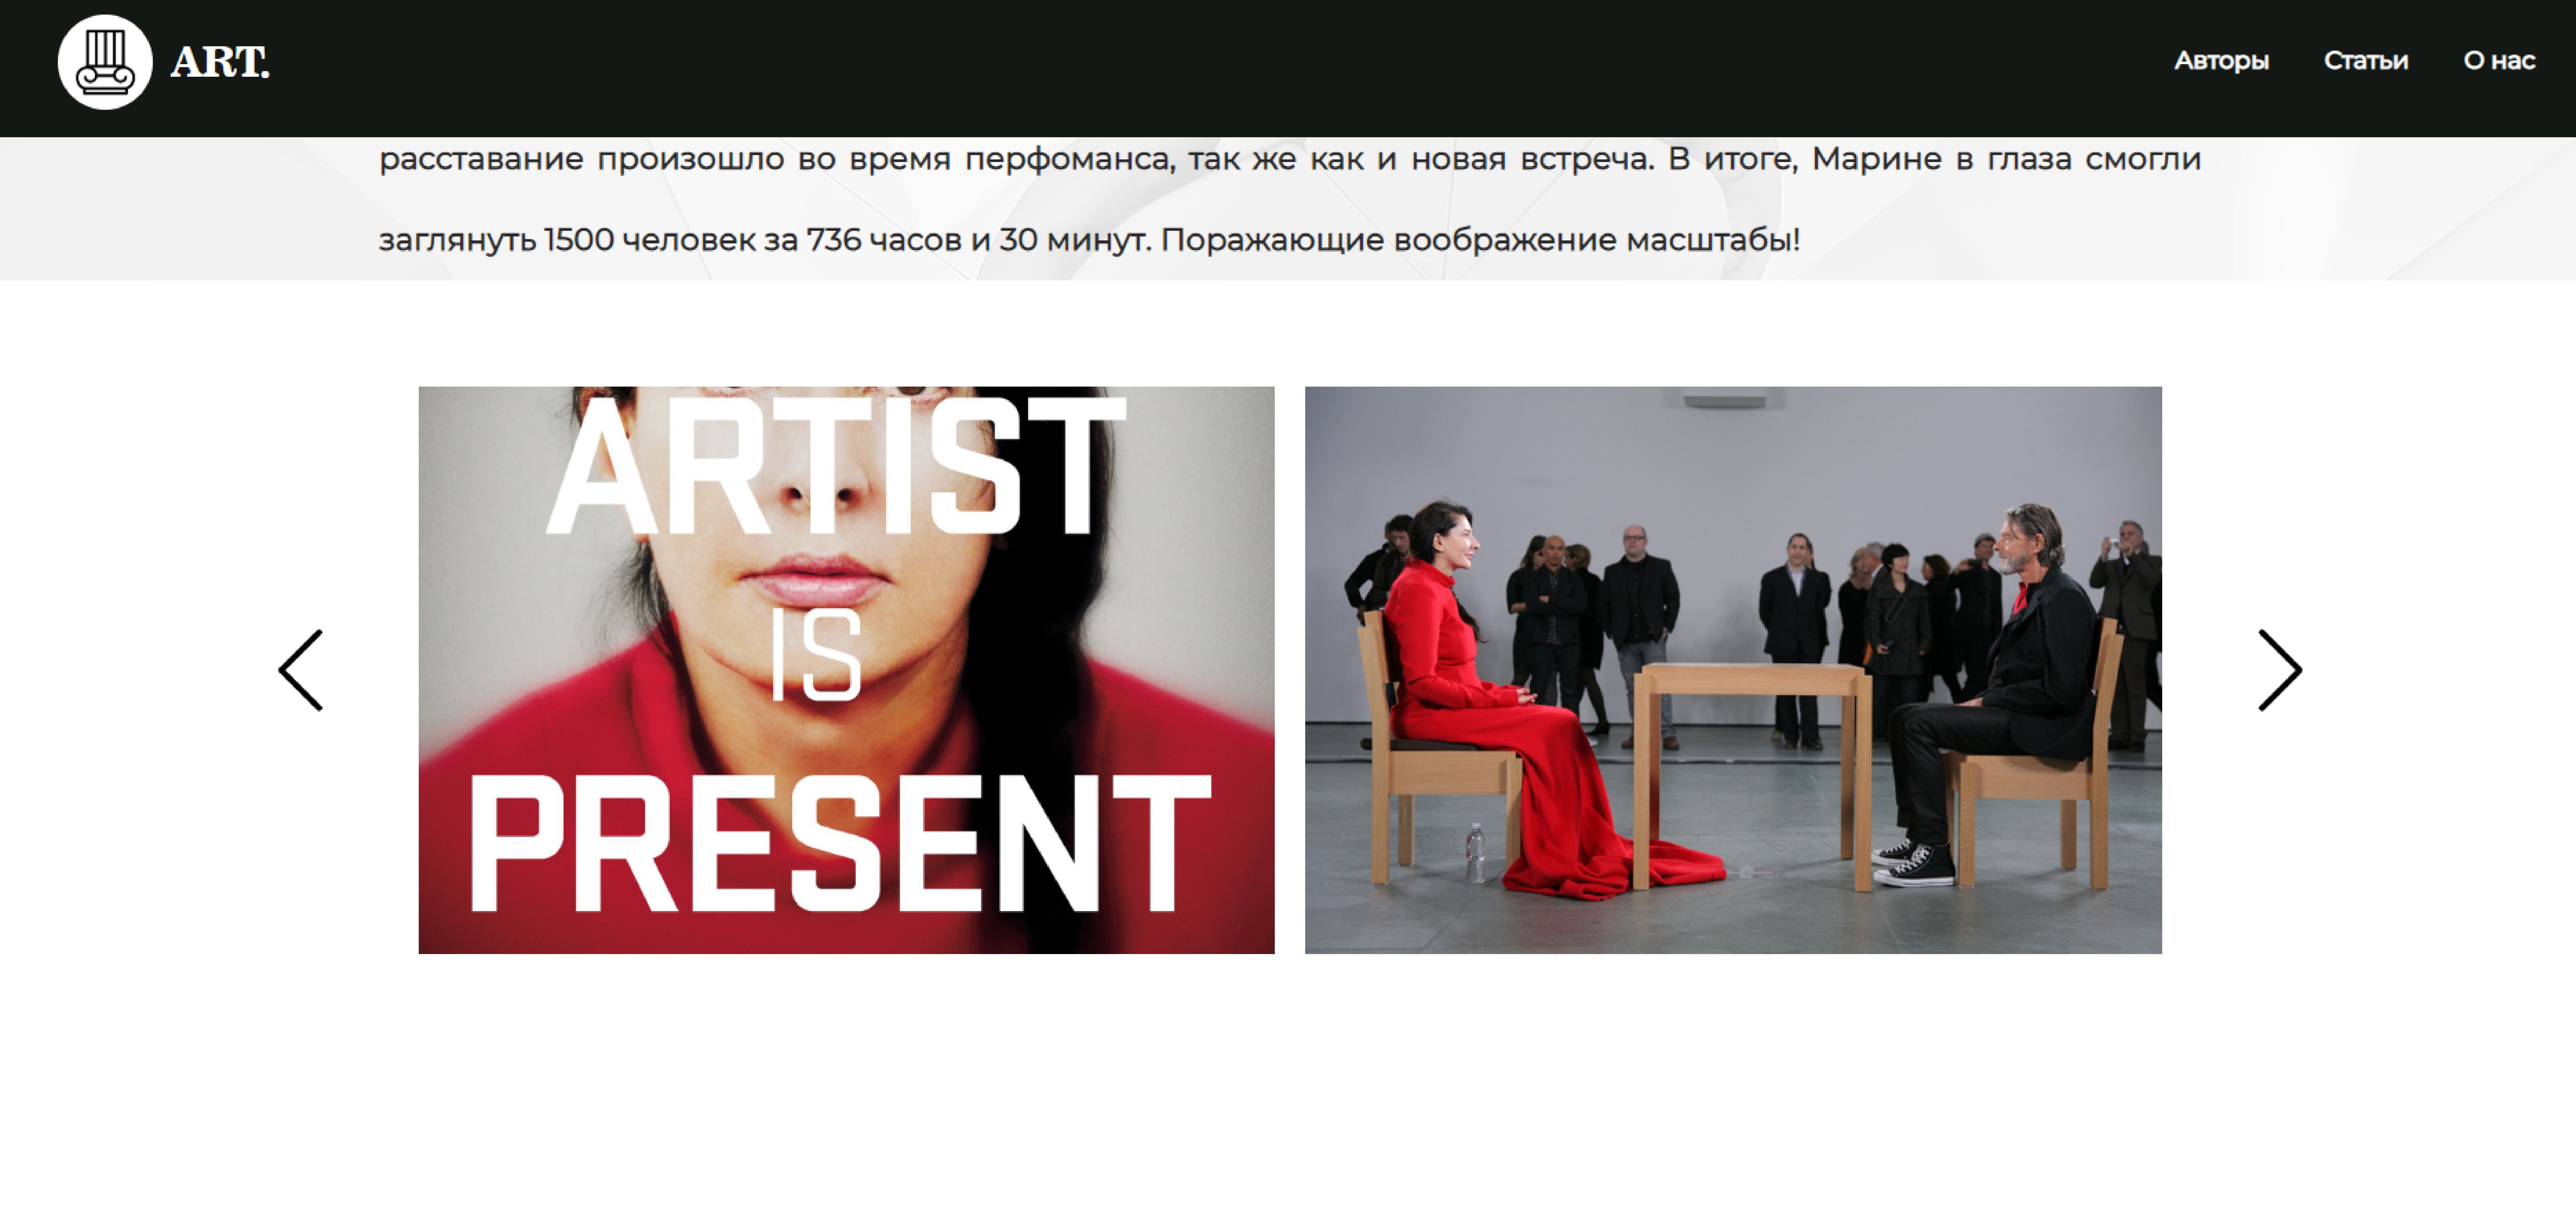 ART.
Авторы Статьи О нас
расставание произошло во время перфоманса, так же как и новая встреча. В итоге, Марине в глаза смогли
заглянуть 1500 человек за 736 часов и 30 минут. Поражающие воображение масштабы!
ARTIST
IS
PRESENT